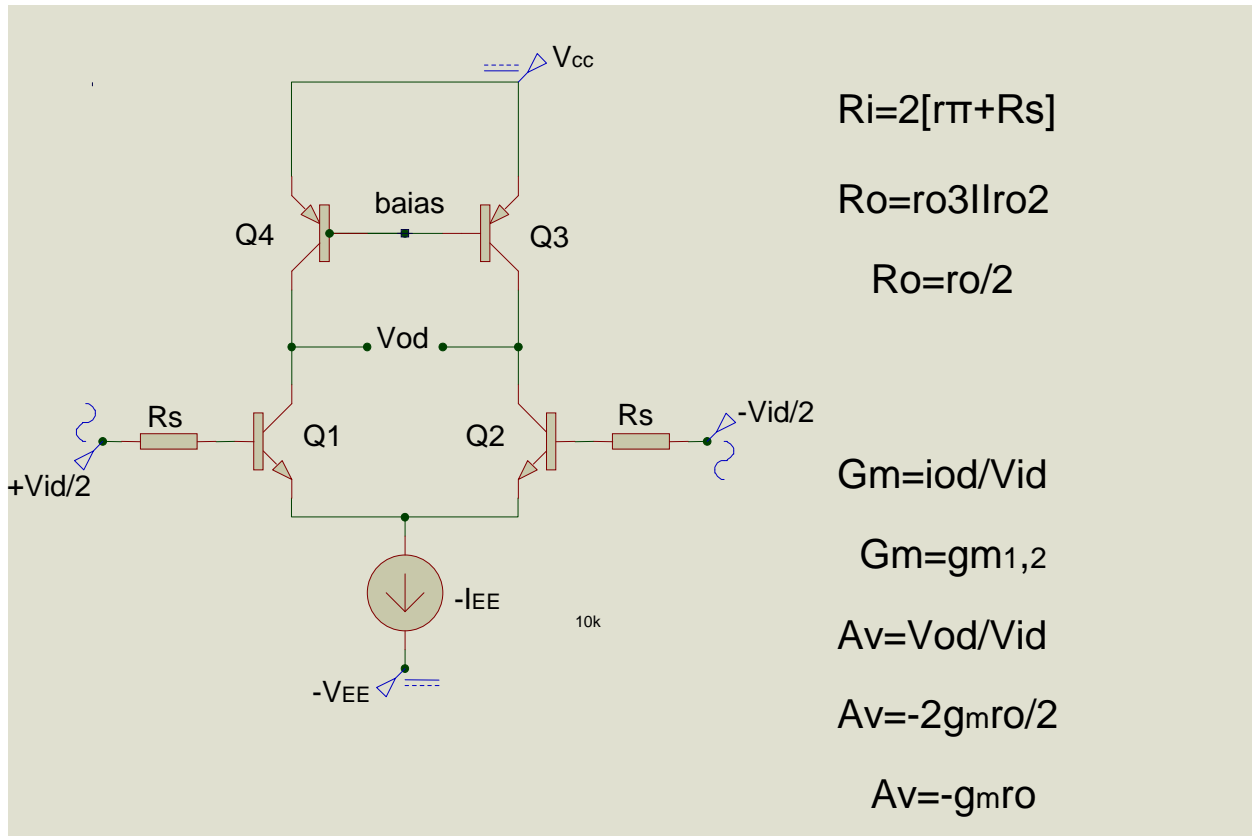 Vcc
Ri=2[rπ+Rs]
Ro=ro3IIro2
Ro=ro/2
baias
Q4
Q3
Vod
Rs
Q1
Q2
Rs
-Vid/2
+Vid/2
-IEE
10k
-VEE
Gm=iod/Vid
Gm=gm1,2
Av=Vod/Vid
Av=-2gmro/2
Av=-gmro